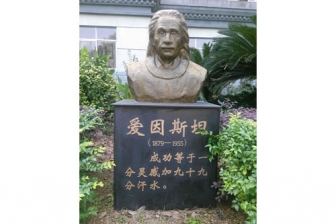 爱因斯坦
（1879—1955）
成功等于一
分灵感加九十九
分汗水。